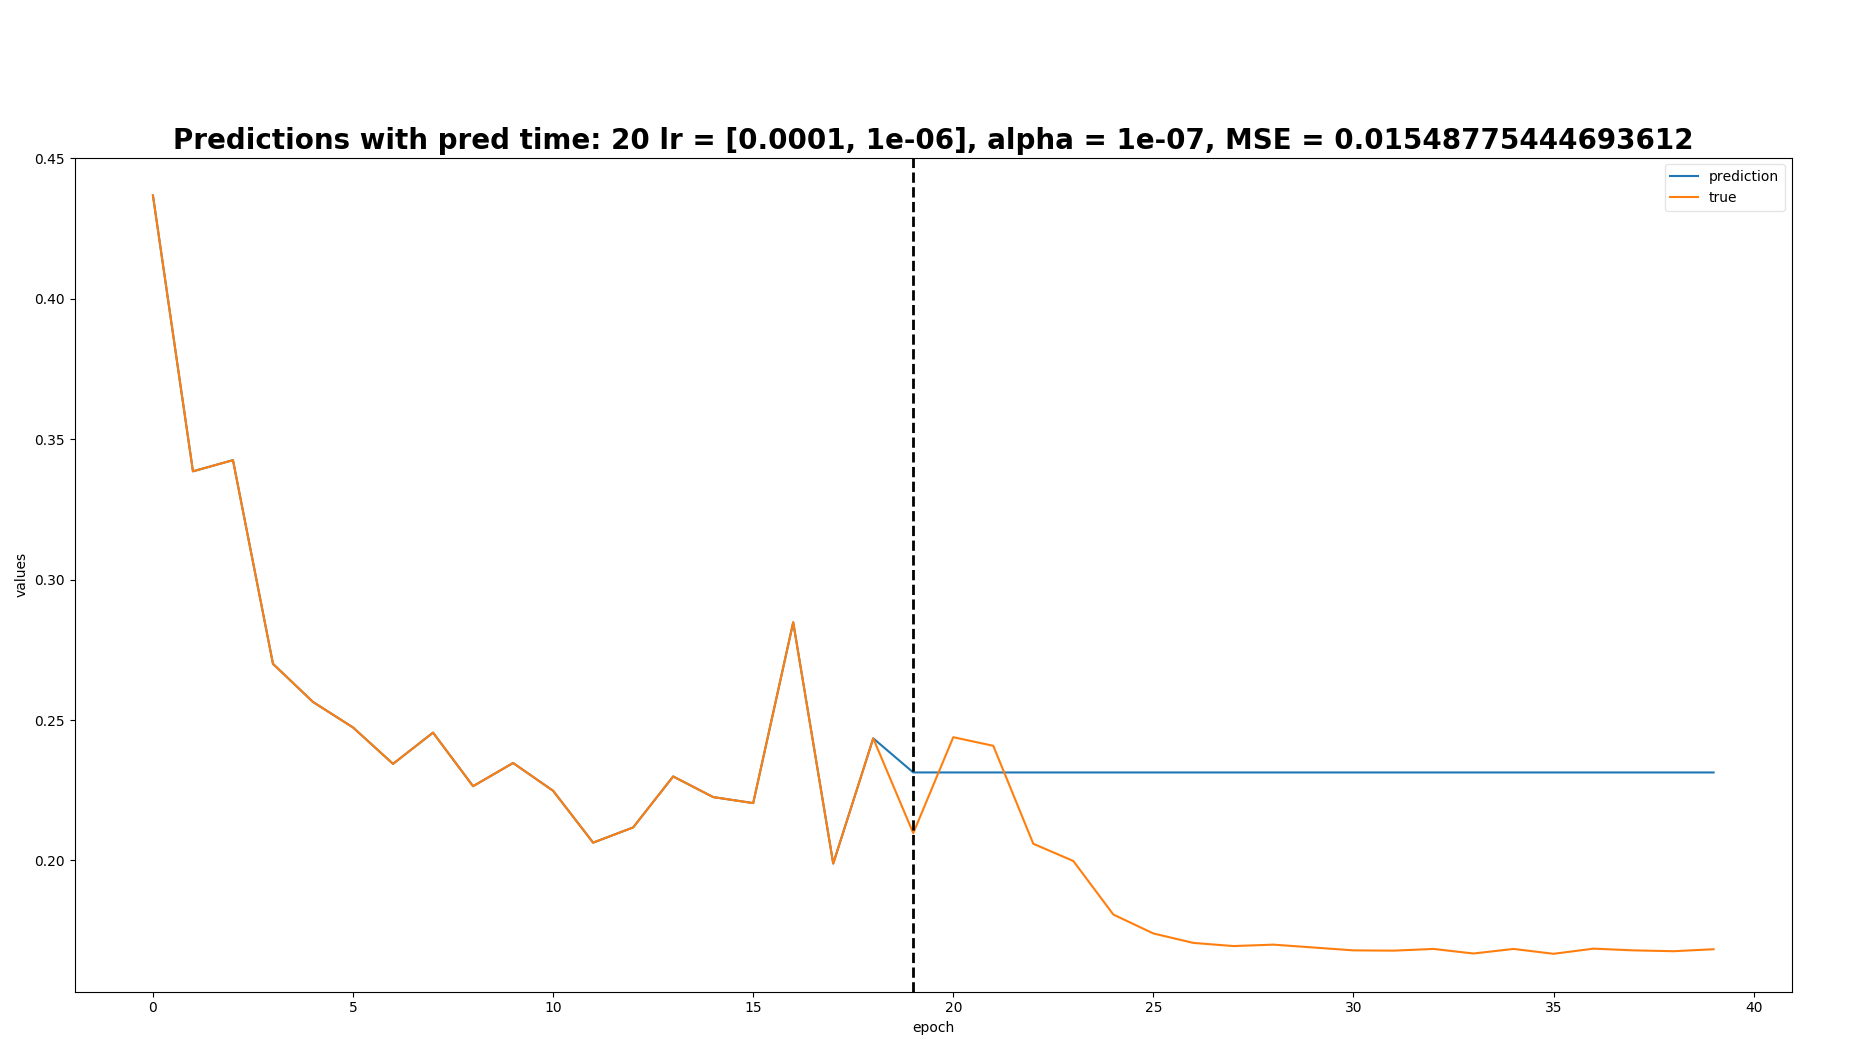 Predictions with pred time: 20 lr = [0.0001, 1e-06], alpha = 1e-07, MSE = 0.01548775444693612
prediction
true
values
0.45
0.40
0.35
0.30
0.25
0.20
0 5 10 15 20 25 30 35 40
epoch